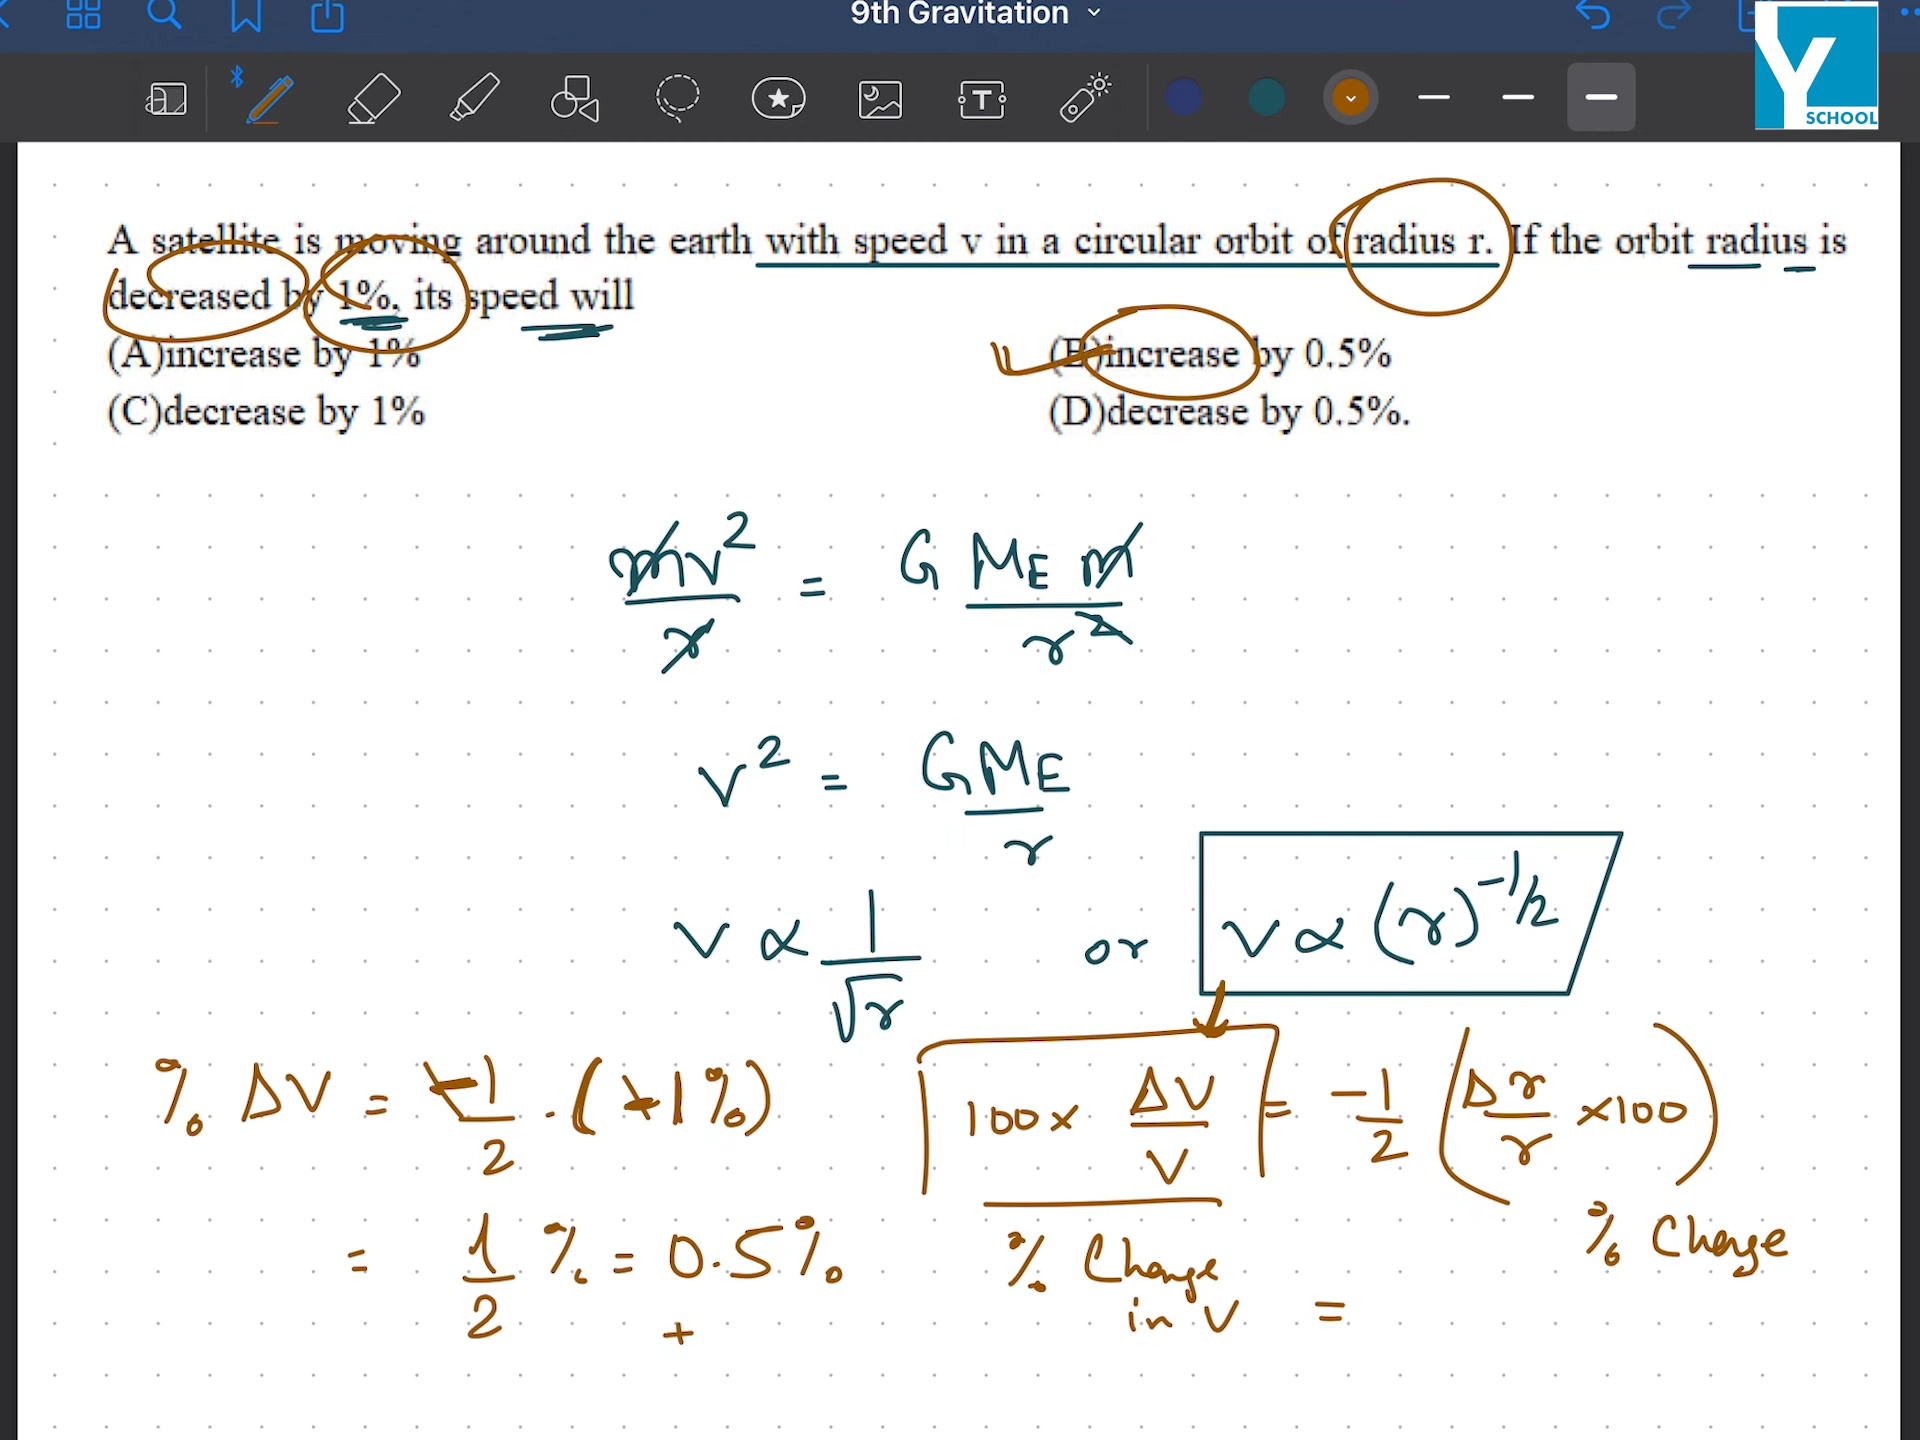 9th Gravitation
Y SCHOOL
A satellite is moving around the earth with speed v in a circular orbit of radius r. If the orbit radius is
decreased by 1%, its speed will
(A)increase by 1%
(B)increase by 0.5%
(C)decrease by 1%
(D)decrease by 0.5%.
mv²/r = G M_E m/r²
v² = GM_E/r
v ∝ 1/√r or v ∝ (r)^-1/2
% ΔV = -1/2 · (-1%)
100 × ΔV/V = -1/2 (Δr/r × 100)
= 1/2 % = 0.5%
+
% Change in V =
% Change